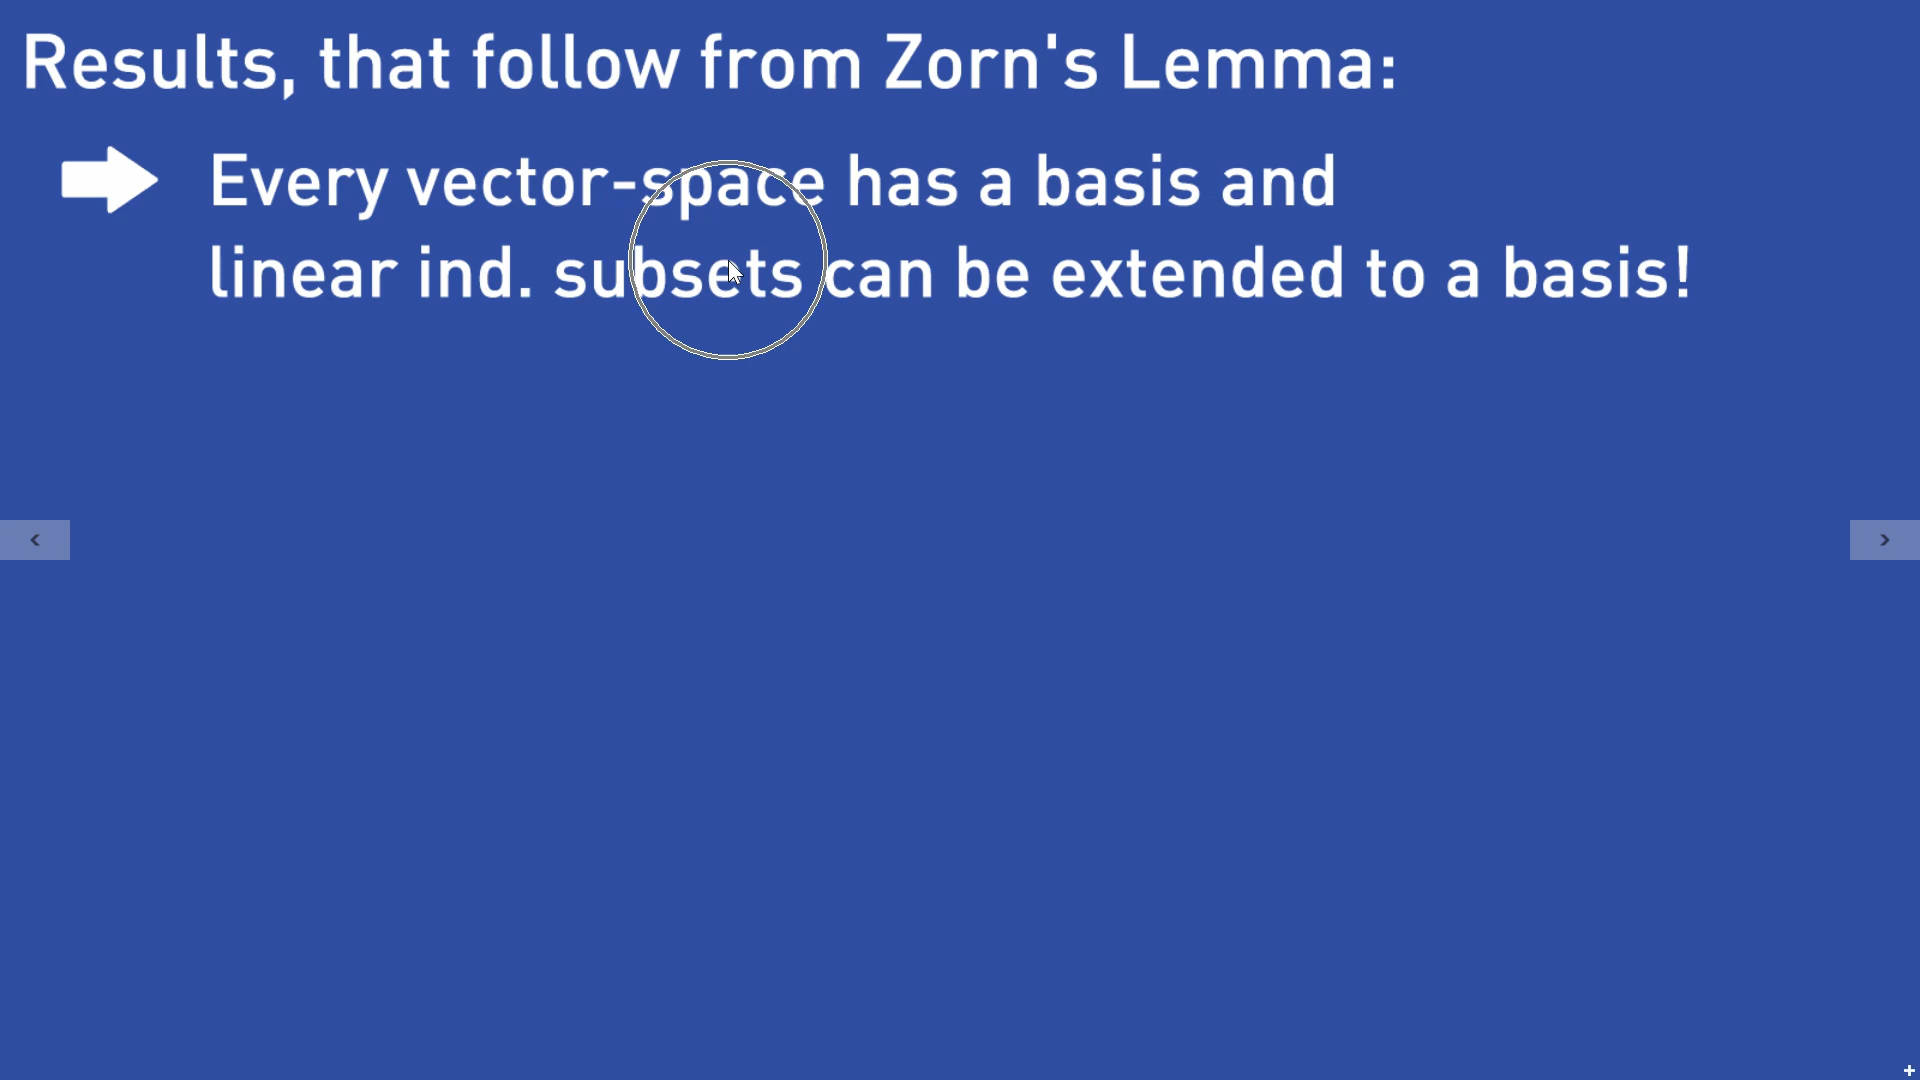 Results, that follow from Zorn's Lemma:
Every vector-space has a basis and
linear ind. subsets can be extended to a basis!